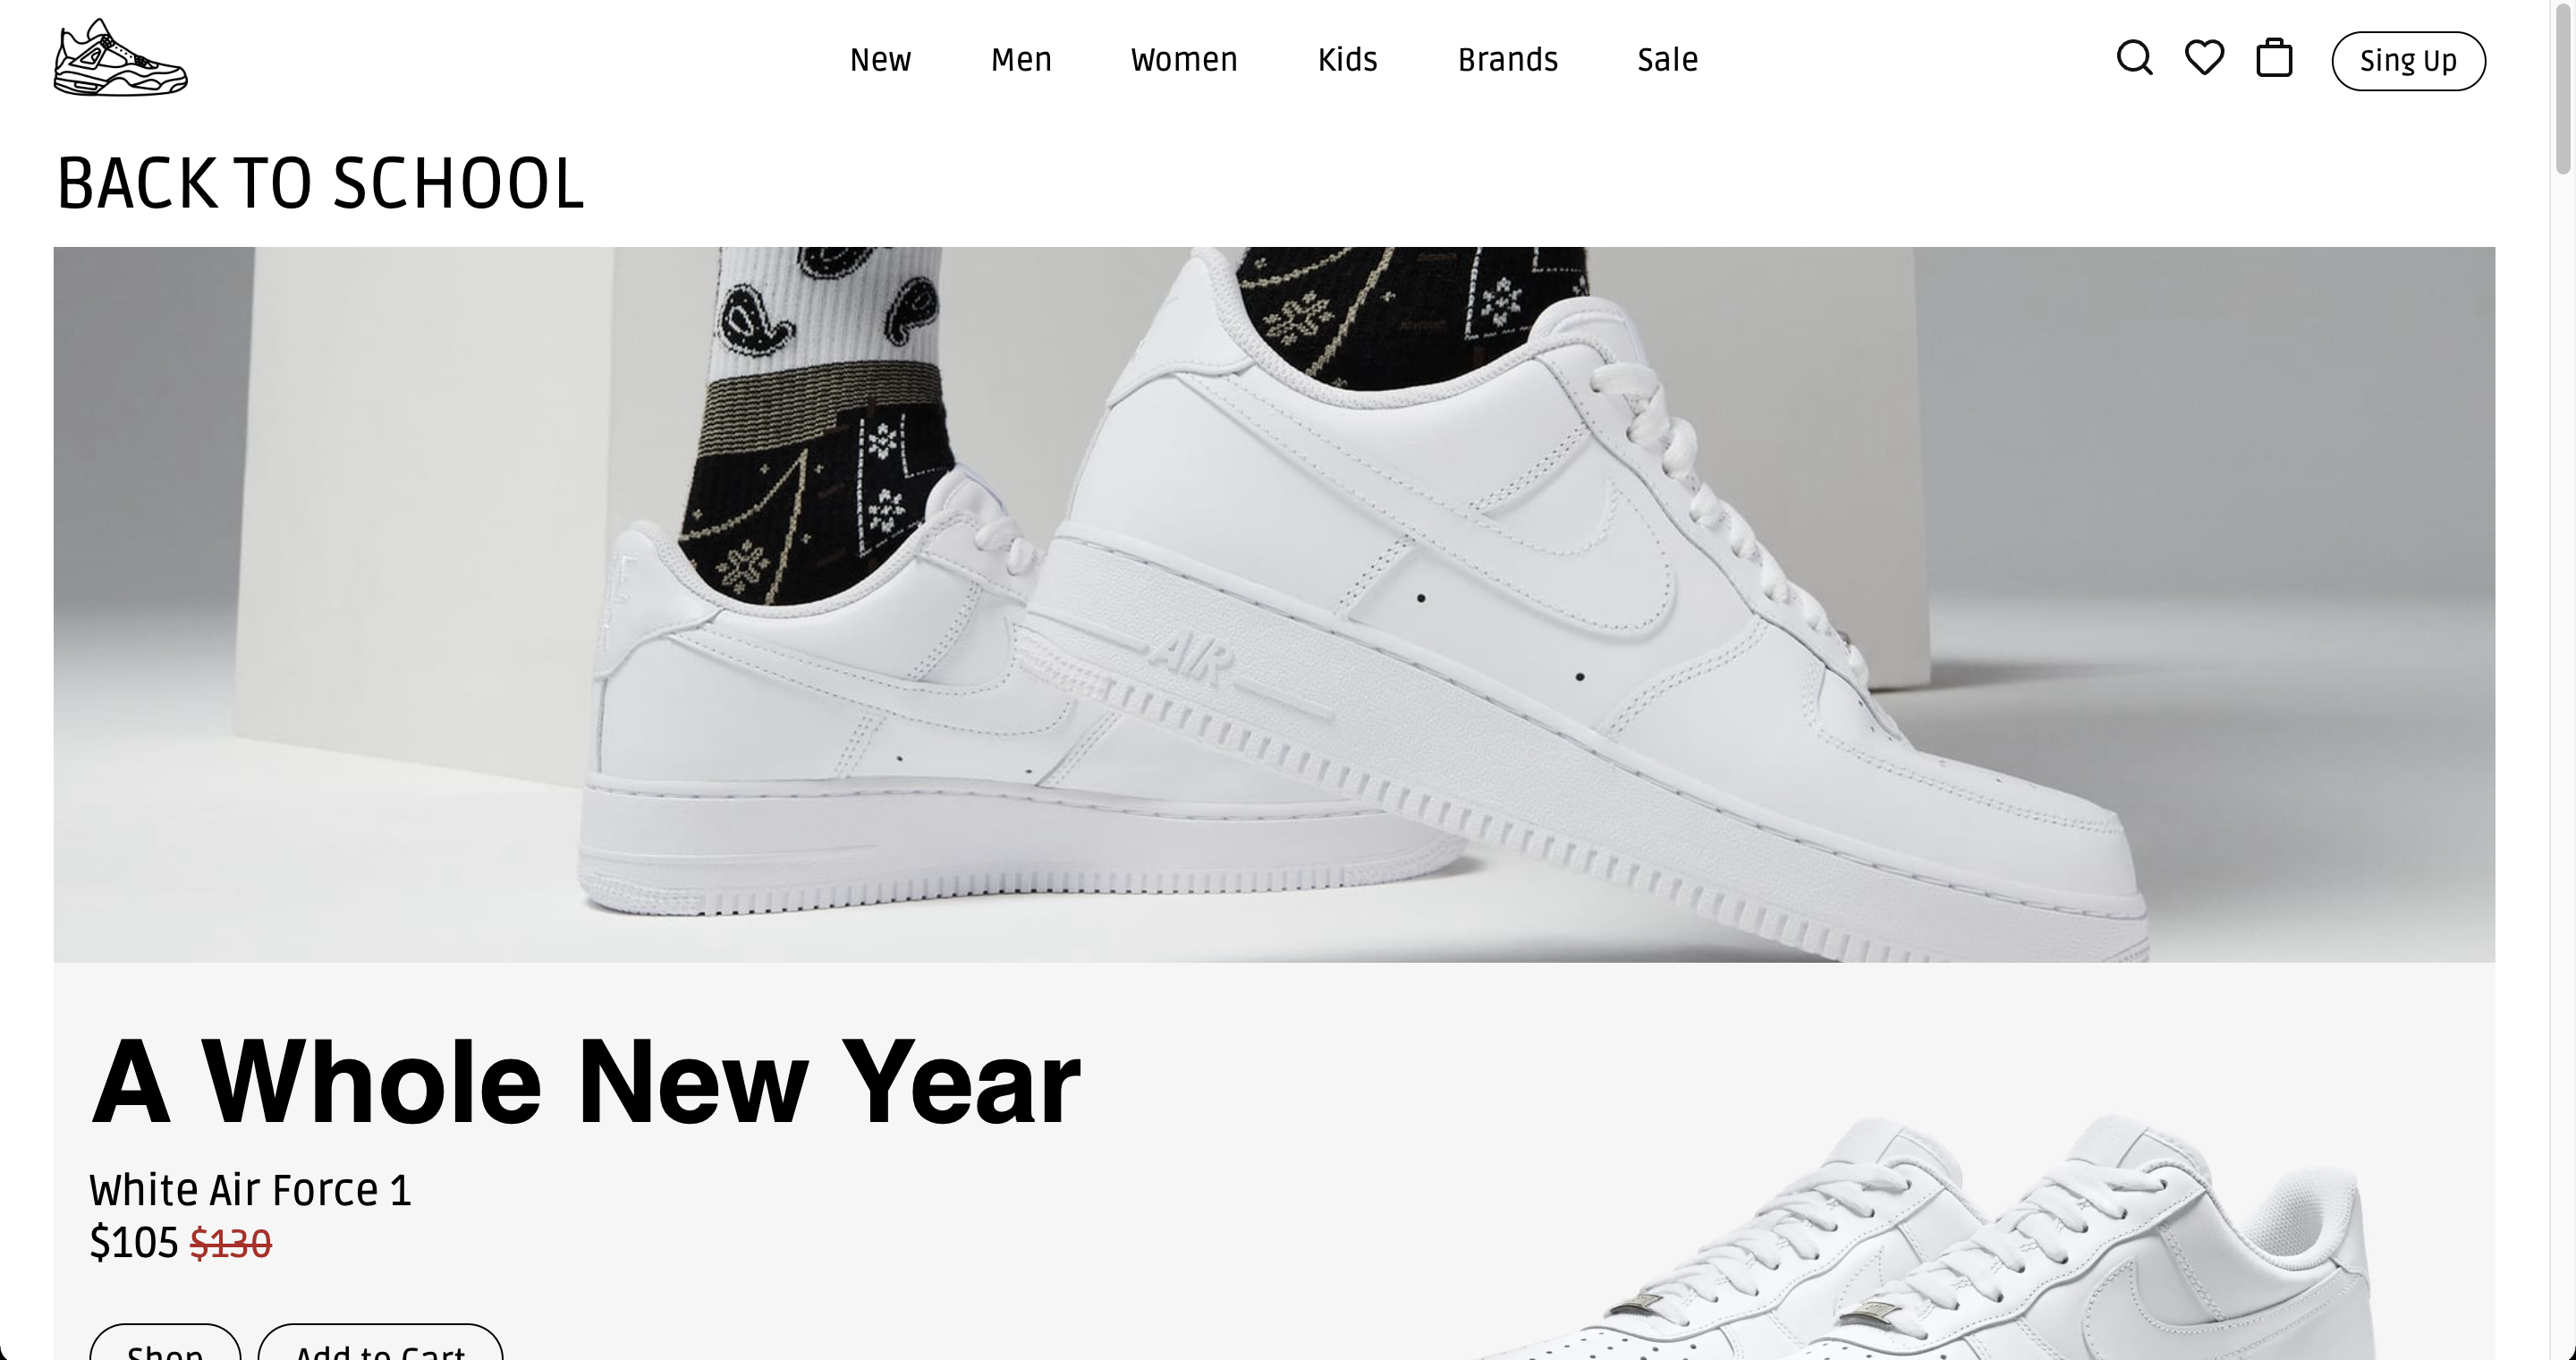 New Men Women Kids Brands Sale Sing Up
BACK TO SCHOOL
AIR
A Whole New Year
White Air Force 1
$105 $130
Shop Add to Cart